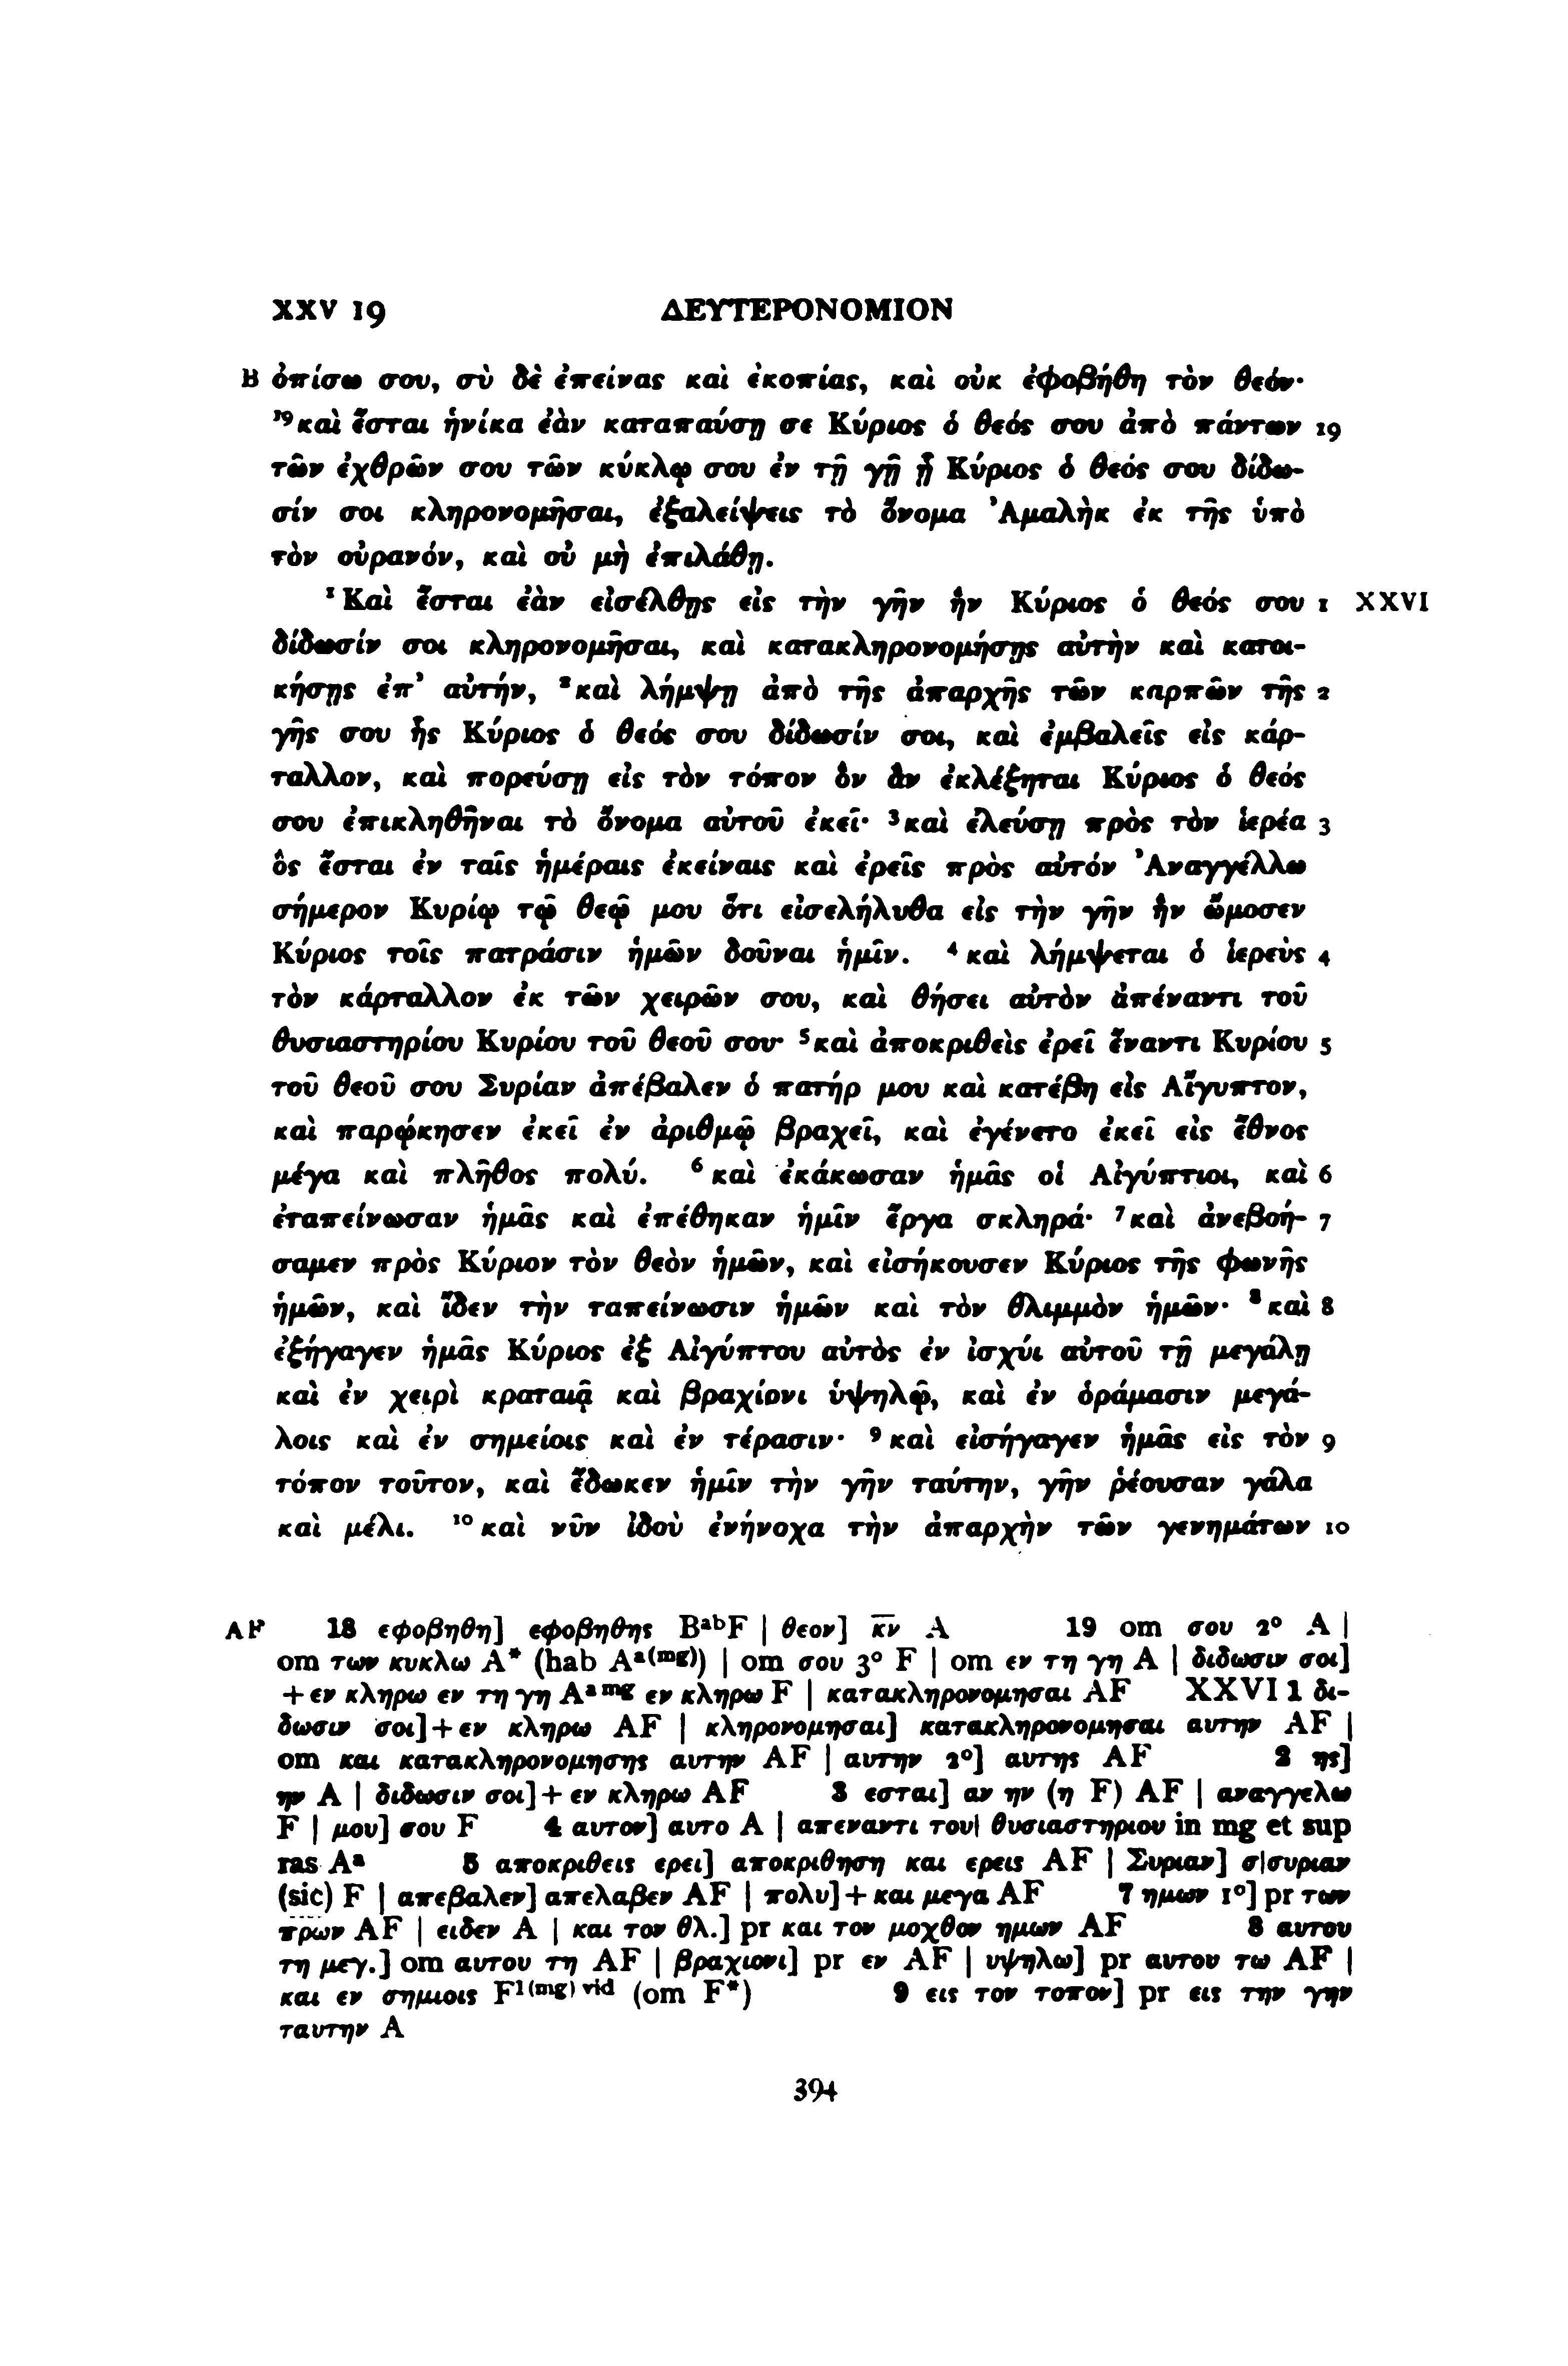 XXV 19 ΔΕΥΤΕΡΟΝΟΜΙΟΝ
B ὀπίσω σου, σὺ δὲ ἐπείνας καὶ ἐκοπίας, καὶ οὐκ ἐφοβήθη τὸν θεόν·
¹⁹καὶ ἔσται ἡνίκα ἐὰν καταπαύσῃ σε Κύριος ὁ θεός σου ἀπὸ πάντων 19
τῶν ἐχθρῶν σου τῶν κύκλῳ σου ἐν τῇ γῇ ᾗ Κύριος ὁ θεός σου δίδω-
σίν σοι κληρονομῆσαι, ἐξαλείψεις τὸ ὄνομα Ἀμαλὴκ ἐκ τῆς ὑπὸ
τὸν οὐρανόν, καὶ οὐ μὴ ἐπιλάθῃ.
¹Καὶ ἔσται ἐὰν εἰσέλθῃς εἰς τὴν γῆν ἣν Κύριος ὁ θεός σου 1 XXVI
δίδωσίν σοι κληρονομῆσαι, καὶ κατακληρονομήσῃς αὐτὴν καὶ κατοι-
κήσῃς ἐπ᾽ αὐτήν, ²καὶ λήμψῃ ἀπὸ τῆς ἀπαρχῆς τῶν καρπῶν τῆς 2
γῆς σου ἧς Κύριος ὁ θεός σου δίδωσίν σοι, καὶ ἐμβαλεῖς εἰς κάρ-
ταλλον, καὶ πορεύσῃ εἰς τὸν τόπον ὃν ἂν ἐκλέξηται Κύριος ὁ θεός
σου ἐπικληθῆναι τὸ ὄνομα αὐτοῦ ἐκεῖ· ³καὶ ἐλεύσῃ πρὸς τὸν ἱερέα 3
ὃς ἔσται ἐν ταῖς ἡμέραις ἐκείναις καὶ ἐρεῖς πρὸς αὐτόν Ἀναγγέλλω
σήμερον Κυρίῳ τῷ θεῷ μου ὅτι εἰσελήλυθα εἰς τὴν γῆν ἣν ὤμοσεν
Κύριος τοῖς πατράσιν ἡμῶν δοῦναι ἡμῖν. ⁴καὶ λήμψεται ὁ ἱερεὺς 4
τὸν κάρταλλον ἐκ τῶν χειρῶν σου, καὶ θήσει αὐτὸν ἀπέναντι τοῦ
θυσιαστηρίου Κυρίου τοῦ θεοῦ σου· ⁵καὶ ἀποκριθεὶς ἐρεῖ ἔναντι Κυρίου 5
τοῦ θεοῦ σου Συρίαν ἀπέβαλεν ὁ πατήρ μου καὶ κατέβη εἰς Αἴγυπτον,
καὶ παρῴκησεν ἐκεῖ ἐν ἀριθμῷ βραχεῖ, καὶ ἐγένετο ἐκεῖ εἰς ἔθνος
μέγα καὶ πλῆθος πολύ. ⁶καὶ ἐκάκωσαν ἡμᾶς οἱ Αἰγύπτιοι, καὶ 6
ἐταπείνωσαν ἡμᾶς καὶ ἐπέθηκαν ἡμῖν ἔργα σκληρά· ⁷καὶ ἀνεβοή- 7
σαμεν πρὸς Κύριον τὸν θεὸν ἡμῶν, καὶ εἰσήκουσεν Κύριος τῆς φωνῆς
ἡμῶν, καὶ ἴδεν τὴν ταπείνωσιν ἡμῶν καὶ τὸν θλιμμὸν ἡμῶν· ⁸καὶ 8
ἐξήγαγεν ἡμᾶς Κύριος ἐξ Αἰγύπτου αὐτὸς ἐν ἰσχύι αὐτοῦ τῇ μεγάλῃ
καὶ ἐν χειρὶ κραταιᾷ καὶ βραχίονι ὑψηλῷ, καὶ ἐν ὁράμασιν μεγά-
λοις καὶ ἐν σημείοις καὶ ἐν τέρασιν· ⁹καὶ εἰσήγαγεν ἡμᾶς εἰς τὸν 9
τόπον τοῦτον, καὶ ἔδωκεν ἡμῖν τὴν γῆν ταύτην, γῆν ῥέουσαν γάλα
καὶ μέλι. ¹⁰καὶ νῦν ἰδοὺ ἐνήνοχα τὴν ἀπαρχὴν τῶν γενημάτων 10
AF 18 εφοβηθη] εφοβηθης BᵃᵇF | θεον] κ̅ν̅ A 19 om σου 2° A |
om των κυκλω A* (hab Aᵃ⁽ᵐᵍ⁾) | om σου 3° F | om εν τη γη A | διδωσιν σοι]
+εν κληρω εν τη γη Aᵃ ᵐᵍ εν κληρω F | κατακληρονομησαι AF XXVI 1 δι-
δωσιν σοι]+εν κληρω AF | κληρονομησαι] κατακληρονομησαι αυτην AF |
om και κατακληρονομησης αυτην AF | αυτην 2°] αυτης AF 2 ης]
ην A | διδωσιν σοι]+εν κληρω AF 3 εσται] αν ην (η F) AF | αναγγελω
F | μου] σου F 4 αυτον] αυτο A | απεναντι του| θυσιαστηριου in mg et sup
ras Aᵃ 5 αποκριθεις ερει] αποκριθηση και ερεις AF | Συριαν] σ|συριαν
(sic) F | απεβαλεν] απελαβεν AF | πολυ]+και μεγα AF 7 ημων 1°] pr των
π̅ρ̅ω̅ν̅ AF | ειδεν A | και τον θλ.] pr και τον μοχθον ημων AF 8 αυτου
τη μεγ.] om αυτου τη AF | βραχιονι] pr εν AF | υψηλω] pr αυτου τω AF |
και εν σημιοις F¹⁽ᵐᵍ⁾ ᵛⁱᵈ (om F*) 9 εις τον τοπον] pr εις την γην
ταυτην A
394